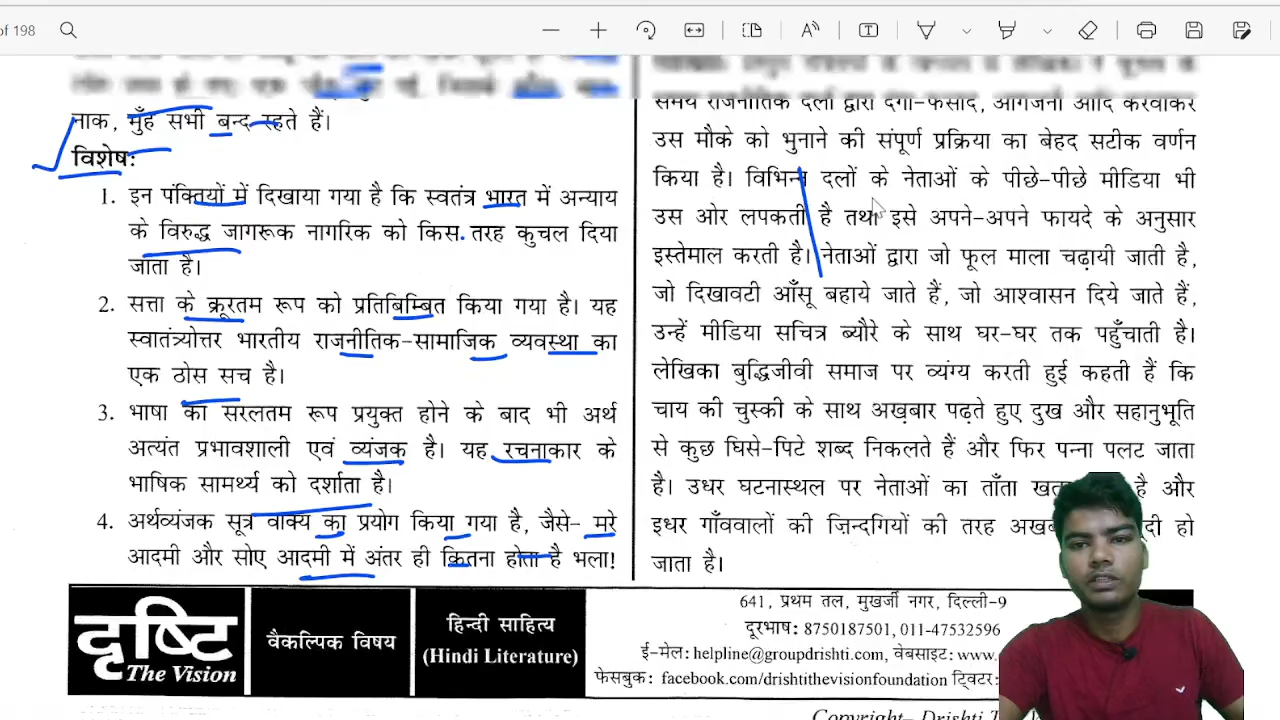 of 198
नाक, मुँह सभी बन्द रहते हैं।
विशेष:
1. इन पंक्तियों में दिखाया गया है कि स्वतंत्र भारत में अन्याय
के विरुद्ध जागरूक नागरिक को किस तरह कुचल दिया
जाता है।
2. सत्ता के क्रूरतम रूप को प्रतिबिम्बित किया गया है। यह
स्वातंत्र्योत्तर भारतीय राजनीतिक-सामाजिक व्यवस्था का
एक ठोस सच है।
3. भाषा का सरलतम रूप प्रयुक्त होने के बाद भी अर्थ
अत्यंत प्रभावशाली एवं व्यंजक है। यह रचनाकार के
भाषिक सामर्थ्य को दर्शाता है।
4. अर्थव्यंजक सूत्र वाक्य का प्रयोग किया गया है, जैसे- मरे
आदमी और सोए आदमी में अंतर ही कितना होता है भला!
समय राजनीतिक दलों द्वारा दंगा-फसाद, आगजनी आदि करवाकर
उस मौके को भुनाने की संपूर्ण प्रक्रिया का बेहद सटीक वर्णन
किया है। विभिन्न दलों के नेताओं के पीछे-पीछे मीडिया भी
उस ओर लपकती है तथा इसे अपने-अपने फायदे के अनुसार
इस्तेमाल करती है। नेताओं द्वारा जो फूल माला चढ़ायी जाती है,
जो दिखावटी आँसू बहाये जाते हैं, जो आश्वासन दिये जाते हैं,
उन्हें मीडिया सचित्र ब्यौरे के साथ घर-घर तक पहुँचाती है।
लेखिका बुद्धिजीवी समाज पर व्यंग्य करती हुई कहती हैं कि
चाय की चुस्की के साथ अख़बार पढ़ते हुए दुख और सहानुभूति
से कुछ घिसे-पिटे शब्द निकलते हैं और फिर पन्ना पलट जाता
है। उधर घटनास्थल पर नेताओं का ताँता है और
इधर गाँववालों की ज़िन्दगियों की तरह हो
जाता है।
दृष्टि
The Vision
वैकल्पिक विषय
हिन्दी साहित्य
(Hindi Literature)
641, प्रथम तल, मुखर्जी नगर, दिल्ली-9
दूरभाष: 8750187501, 011-47532596
ई-मेल: helpline@groupdrishti.com, वेबसाइट: www.
फेसबुक: facebook.com/drishtithevisionfoundation ट्विटर:
Copyright– Drishti